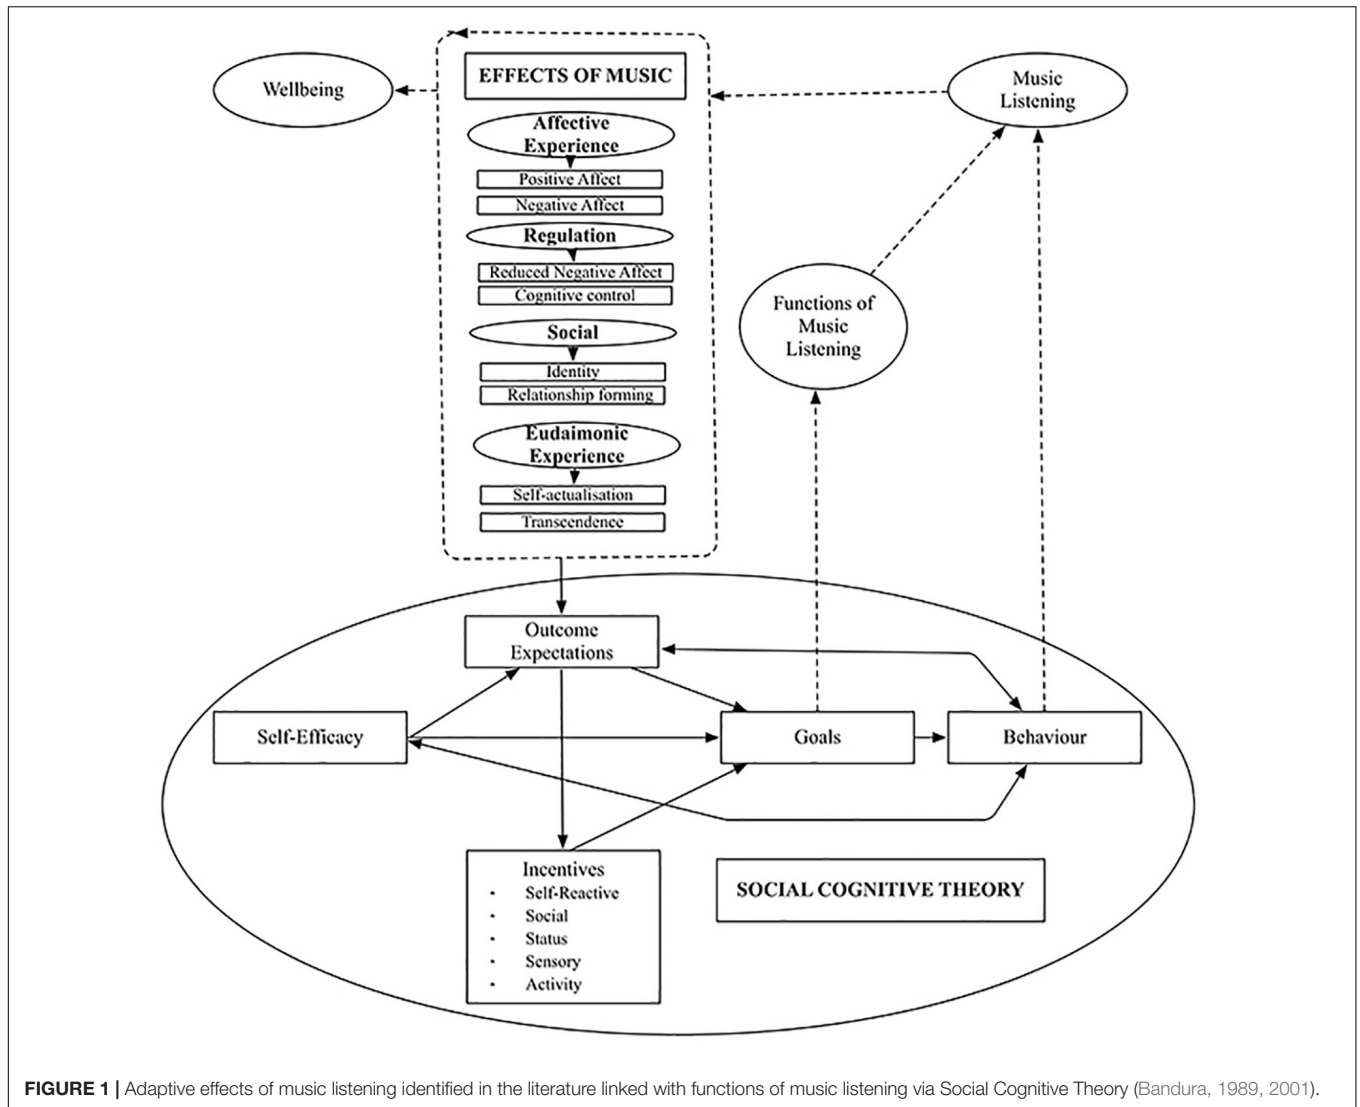 Wellbeing
EFFECTS OF MUSIC
Music
Listening
Affective
Experience
Positive Affect
Negative Affect
Regulation
Reduced Negative Affect
Cognitive control
Social
Identity
Relationship forming
Eudaimonic
Experience
Self-actualisation
Transcendence
Functions of
Music
Listening
Outcome
Expectations
Self-Efficacy
Goals
Behaviour
Incentives
· Self-Reactive
· Social
· Status
· Sensory
· Activity
SOCIAL COGNITIVE THEORY
FIGURE 1 | Adaptive effects of music listening identified in the literature linked with functions of music listening via Social Cognitive Theory (Bandura, 1989, 2001).